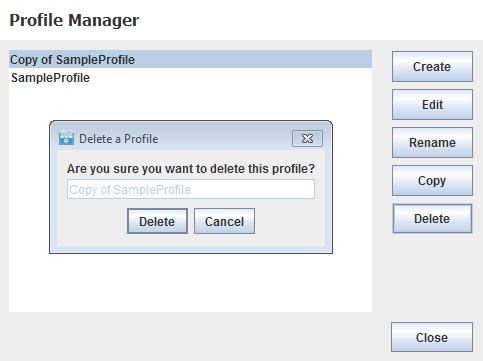 Profile Manager
Copy of SampleProfile
SampleProfile
Create
Edit
Rename
Copy
Delete
Delete a Profile
Are you sure you want to delete this profile?
Copy of SampleProfile
Delete Cancel
Close